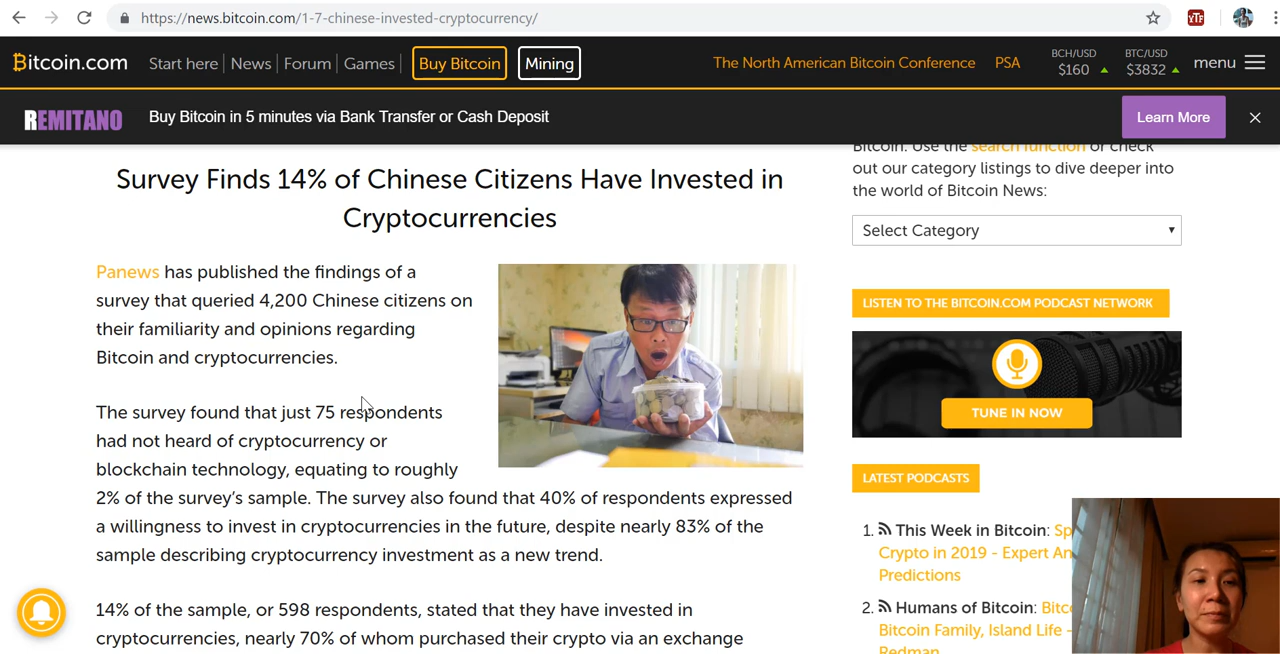 https://news.bitcoin.com/1-7-chinese-invested-cryptocurrency/
YTF
Bitcoin.com Start here | News | Forum | Games | Buy Bitcoin Mining The North American Bitcoin Conference PSA BCH/USD $160 BTC/USD $3832 menu
REMITANO Buy Bitcoin in 5 minutes via Bank Transfer or Cash Deposit Learn More
Survey Finds 14% of Chinese Citizens Have Invested in
Cryptocurrencies
Panews has published the findings of a
survey that queried 4,200 Chinese citizens on
their familiarity and opinions regarding
Bitcoin and cryptocurrencies.
The survey found that just 75 respondents
had not heard of cryptocurrency or
blockchain technology, equating to roughly
2% of the survey's sample. The survey also found that 40% of respondents expressed
a willingness to invest in cryptocurrencies in the future, despite nearly 83% of the
sample describing cryptocurrency investment as a new trend.
14% of the sample, or 598 respondents, stated that they have invested in
cryptocurrencies, nearly 70% of whom purchased their crypto via an exchange
Bitcoin. Use the search function or check
out our category listings to dive deeper into
the world of Bitcoin News:
Select Category
LISTEN TO THE BITCOIN.COM PODCAST NETWORK
TUNE IN NOW
LATEST PODCASTS
1. This Week in Bitcoin: Sp
Crypto in 2019 - Expert An
Predictions
2. Humans of Bitcoin: Bitc
Bitcoin Family, Island Life -
Redman